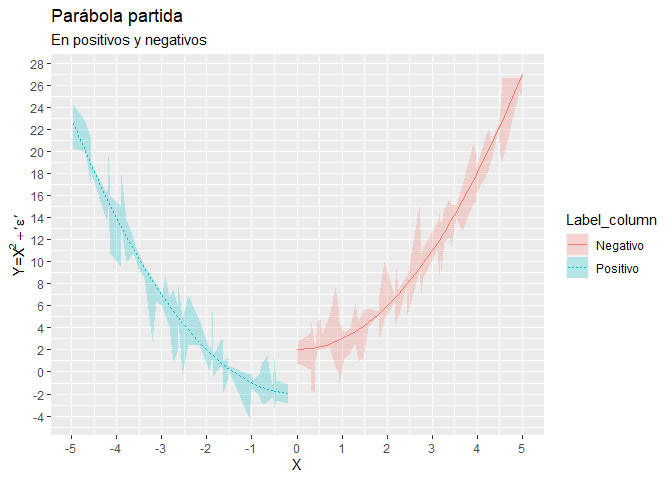 Parábola partida
En positivos y negativos
28
26
24
22
20
18
16
14
12
10
8
6
4
2
0
-2
-4
Y=X² + 'ε'
-5 -4 -3 -2 -1 0 1 2 3 4 5
X
Label_column
Negativo
Positivo